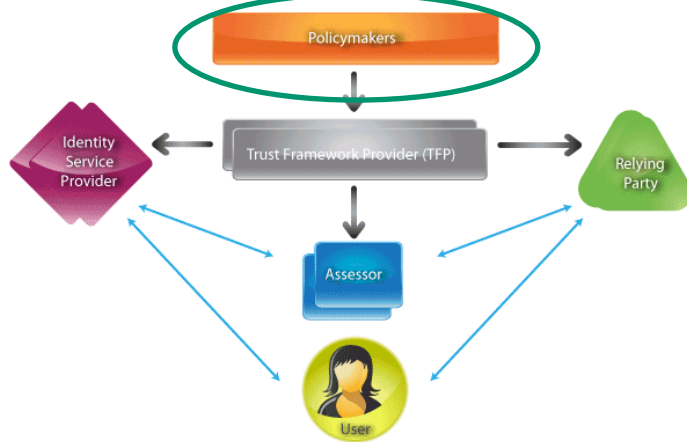 Policymakers
Trust Framework Provider (TFP)
Identity
Service
Provider
Relying
Party
Assessor
User